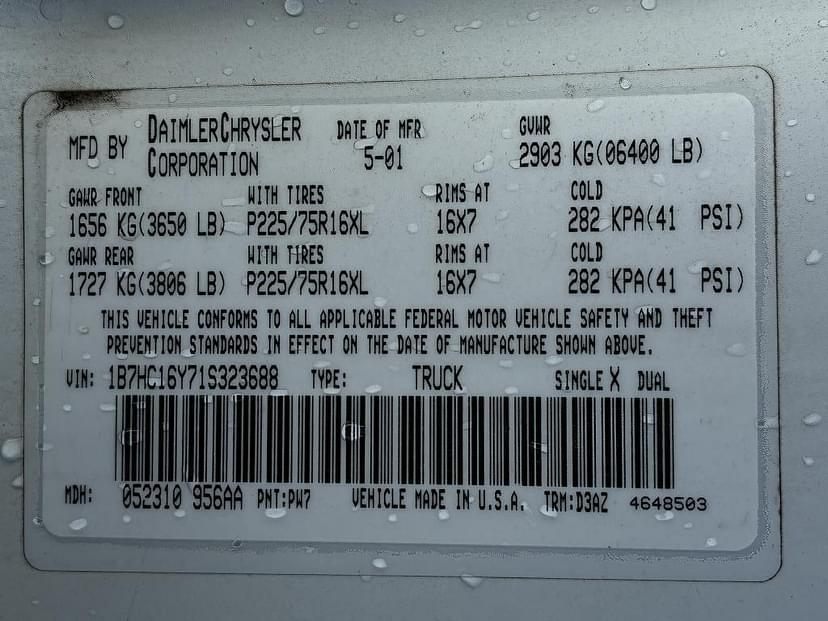 MFD BY DAIMLERCHRYSLER CORPORATION DATE OF MFR 5-01 GVWR 2903 KG(06400 LB)
GAWR FRONT WITH TIRES RIMS AT COLD
1656 KG(3650 LB) P225/75R16XL 16X7 282 KPA(41 PSI)
GAWR REAR WITH TIRES RIMS AT COLD
1727 KG(3806 LB) P225/75R16XL 16X7 282 KPA(41 PSI)
THIS VEHICLE CONFORMS TO ALL APPLICABLE FEDERAL MOTOR VEHICLE SAFETY AND THEFT
PREVENTION STANDARDS IN EFFECT ON THE DATE OF MANUFACTURE SHOWN ABOVE.
VIN: 1B7HC16Y71S323688 TYPE: TRUCK SINGLE X DUAL
MDH: 052310 956AA PNT:PW7 VEHICLE MADE IN U.S.A. TRM:D3AZ 4648503